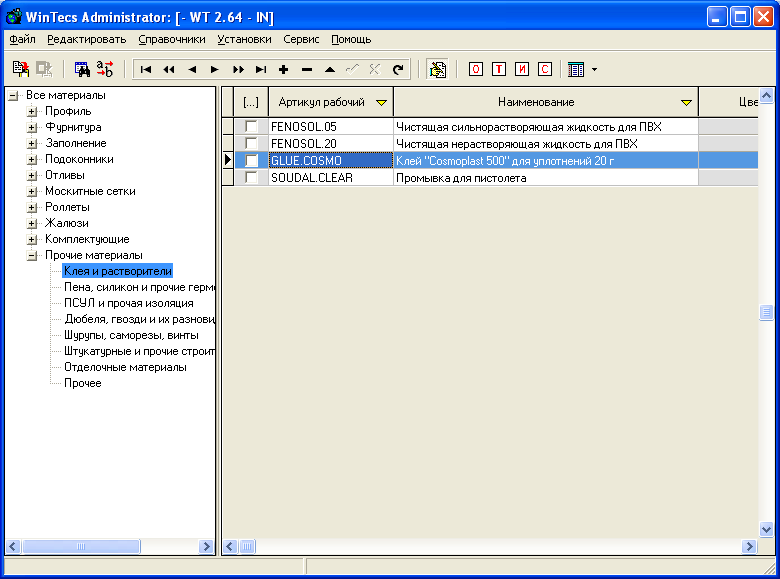 WinTecs Administrator: [- WT 2.64 - IN]
Файл Редактировать Справочники Установки Сервис Помощь
О Т И С
Все материалы
Профиль
Фурнитура
Заполнение
Подоконники
Отливы
Москитные сетки
Роллеты
Жалюзи
Комплектующие
Прочие материалы
Клея и растворители
Пена, силикон и прочие герм
ПСУЛ и прочая изоляция
Дюбеля, гвозди и их разнови
Шурупы, саморезы, винты
Штукатурные и прочие строит
Отделочные материалы
Прочее
[...] Артикул рабочий Наименование Цве
FENOSOL.05 Чистящая сильнорастворяющая жидкость для ПВХ
FENOSOL.20 Чистящая нерастворяющая жидкость для ПВХ
GLUE.COSMO Клей "Cosmoplast 500" для уплотнений 20 г
SOUDAL.CLEAR Промывка для пистолета